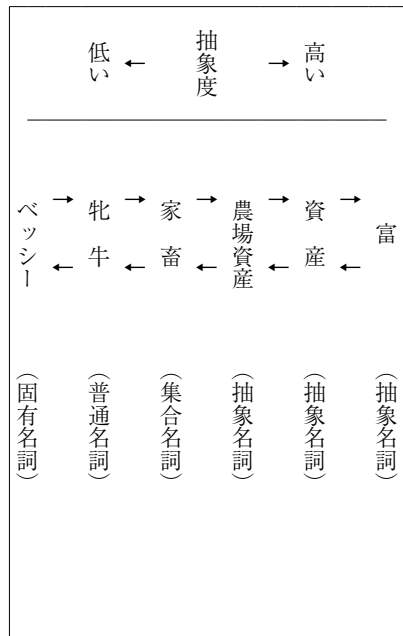 高い
抽象度
低い
富 （抽象名詞）
資産 （抽象名詞）
農場資産 （抽象名詞）
家畜 （集合名詞）
牝牛 （普通名詞）
ベッシー （固有名詞）